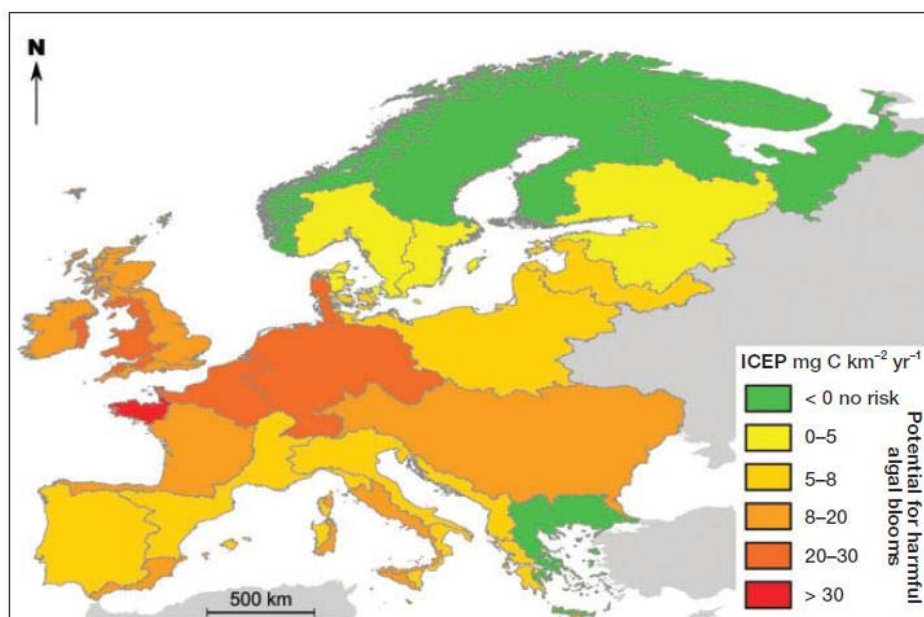 N
ICEP mg C km⁻² yr⁻¹
< 0 no risk
0–5
5–8
8–20
20–30
> 30
Potential for harmful
algal blooms
500 km